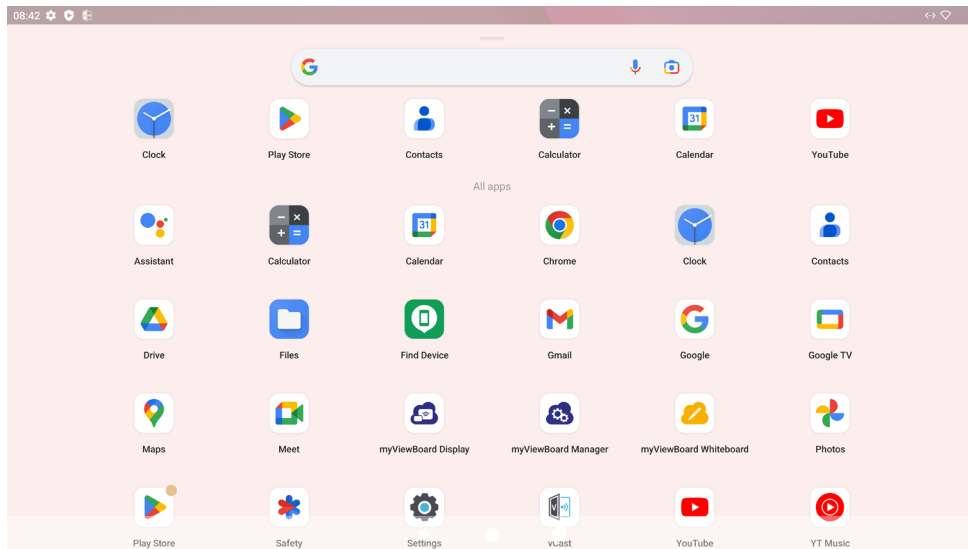 08:42
Clock Play Store Contacts Calculator Calendar YouTube
All apps
Assistant Calculator Calendar Chrome Clock Contacts
Drive Files Find Device Gmail Google Google TV
Maps Meet myViewBoard Display myViewBoard Manager myViewBoard Whiteboard Photos
Play Store Safety Settings vCast YouTube YT Music